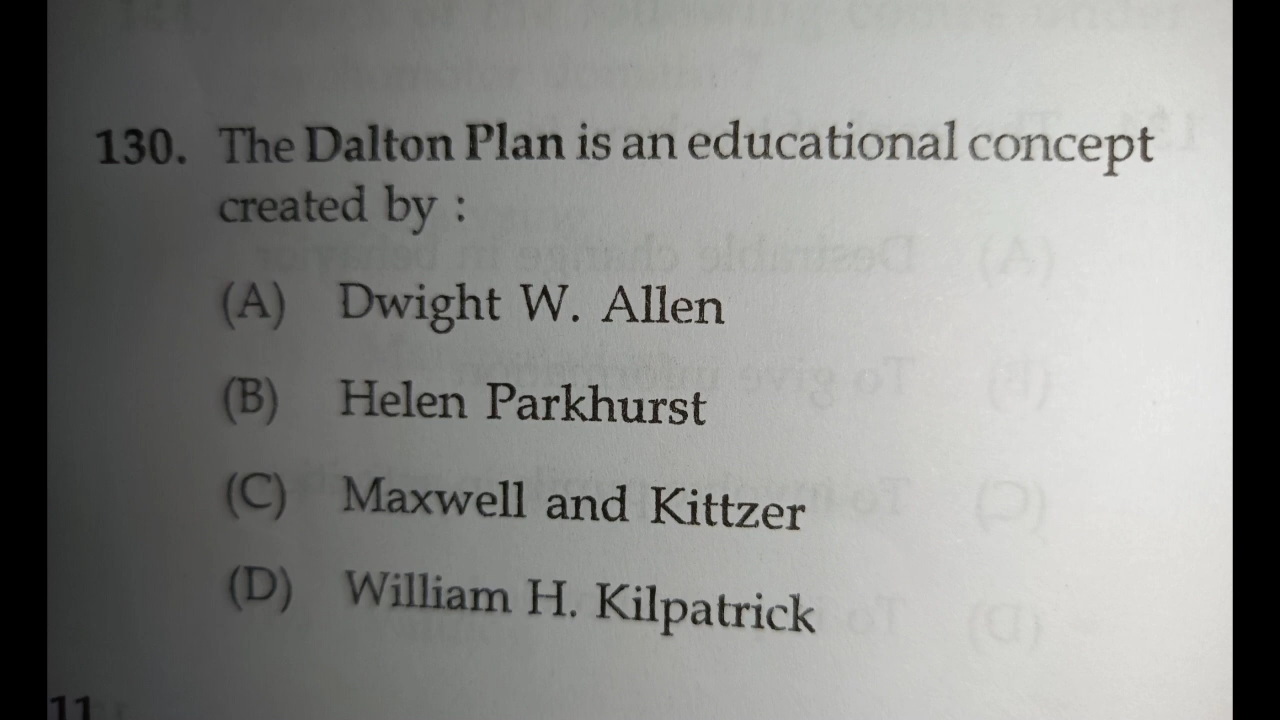 130. The Dalton Plan is an educational concept
created by :
(A) Dwight W. Allen
(B) Helen Parkhurst
(C) Maxwell and Kittzer
(D) William H. Kilpatrick
11